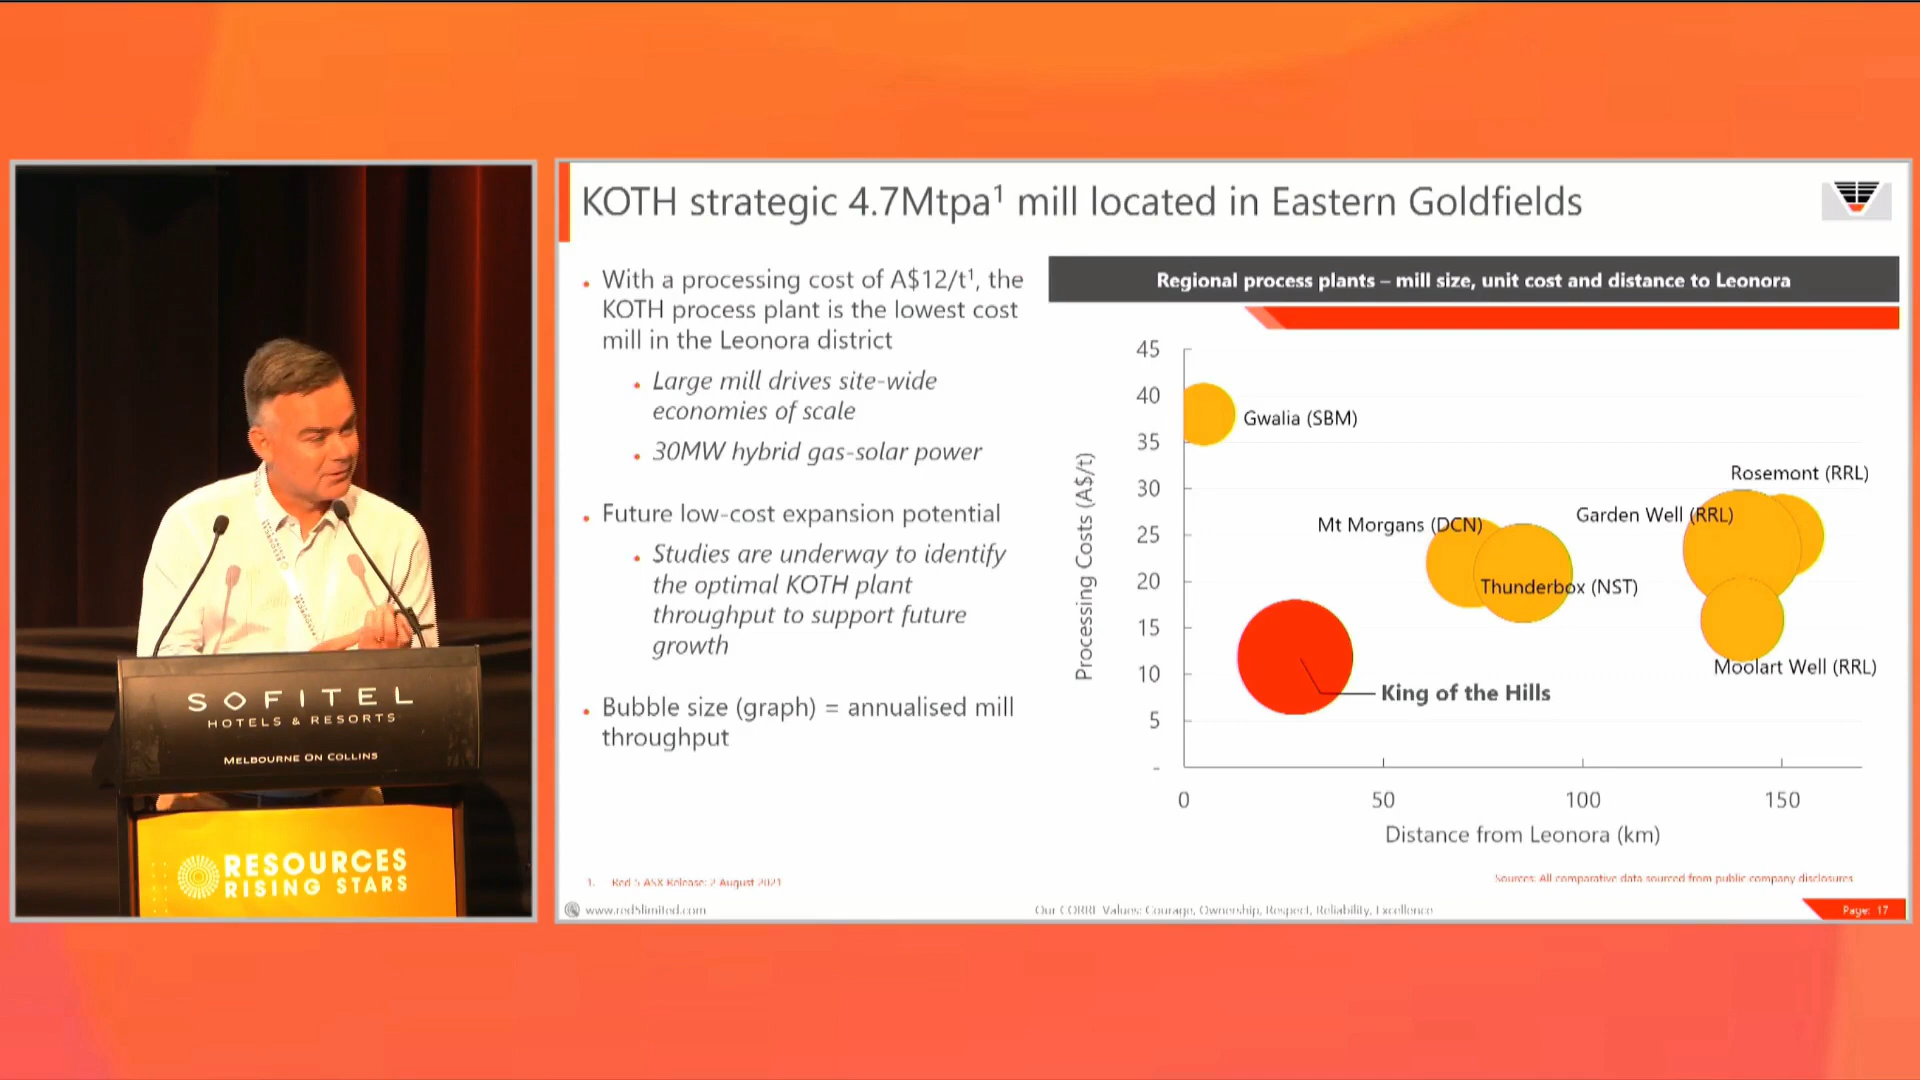 SOFITEL
HOTELS & RESORTS
MELBOURNE ON COLLINS
RESOURCES
RISING STARS
KOTH strategic 4.7Mtpa¹ mill located in Eastern Goldfields
• With a processing cost of A$12/t¹, the
KOTH process plant is the lowest cost
mill in the Leonora district
• Large mill drives site-wide
economies of scale
• 30MW hybrid gas-solar power
• Future low-cost expansion potential
• Studies are underway to identify
the optimal KOTH plant
throughput to support future
growth
• Bubble size (graph) = annualised mill
throughput
Regional process plants – mill size, unit cost and distance to Leonora
Processing Costs (A$/t)
45
40
35
30
25
20
15
10
5
-
Gwalia (SBM)
Rosemont (RRL)
Garden Well (RRL)
Mt Morgans (DCN)
Thunderbox (NST)
Moolart Well (RRL)
King of the Hills
0
50
100
150
Distance from Leonora (km)
1. Red 5 ASX Release: 2 August 2021
Sources: All comparative data sourced from public company disclosures
www.red5limited.com
Our CORRE Values: Courage, Ownership, Respect, Reliability, Excellence
Page: 17